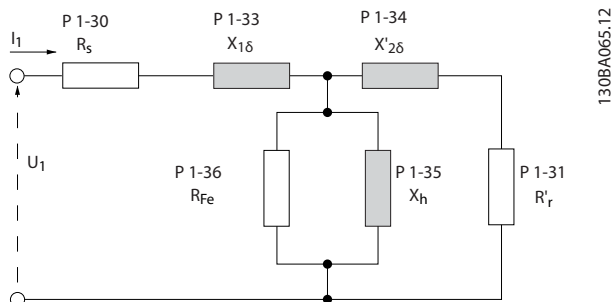 P 1-30
P 1-33
P 1-34
I1
Rs
X1δ
X'2δ
130BA065.12
U1
P 1-36
RFe
P 1-35
Xh
P 1-31
R'r